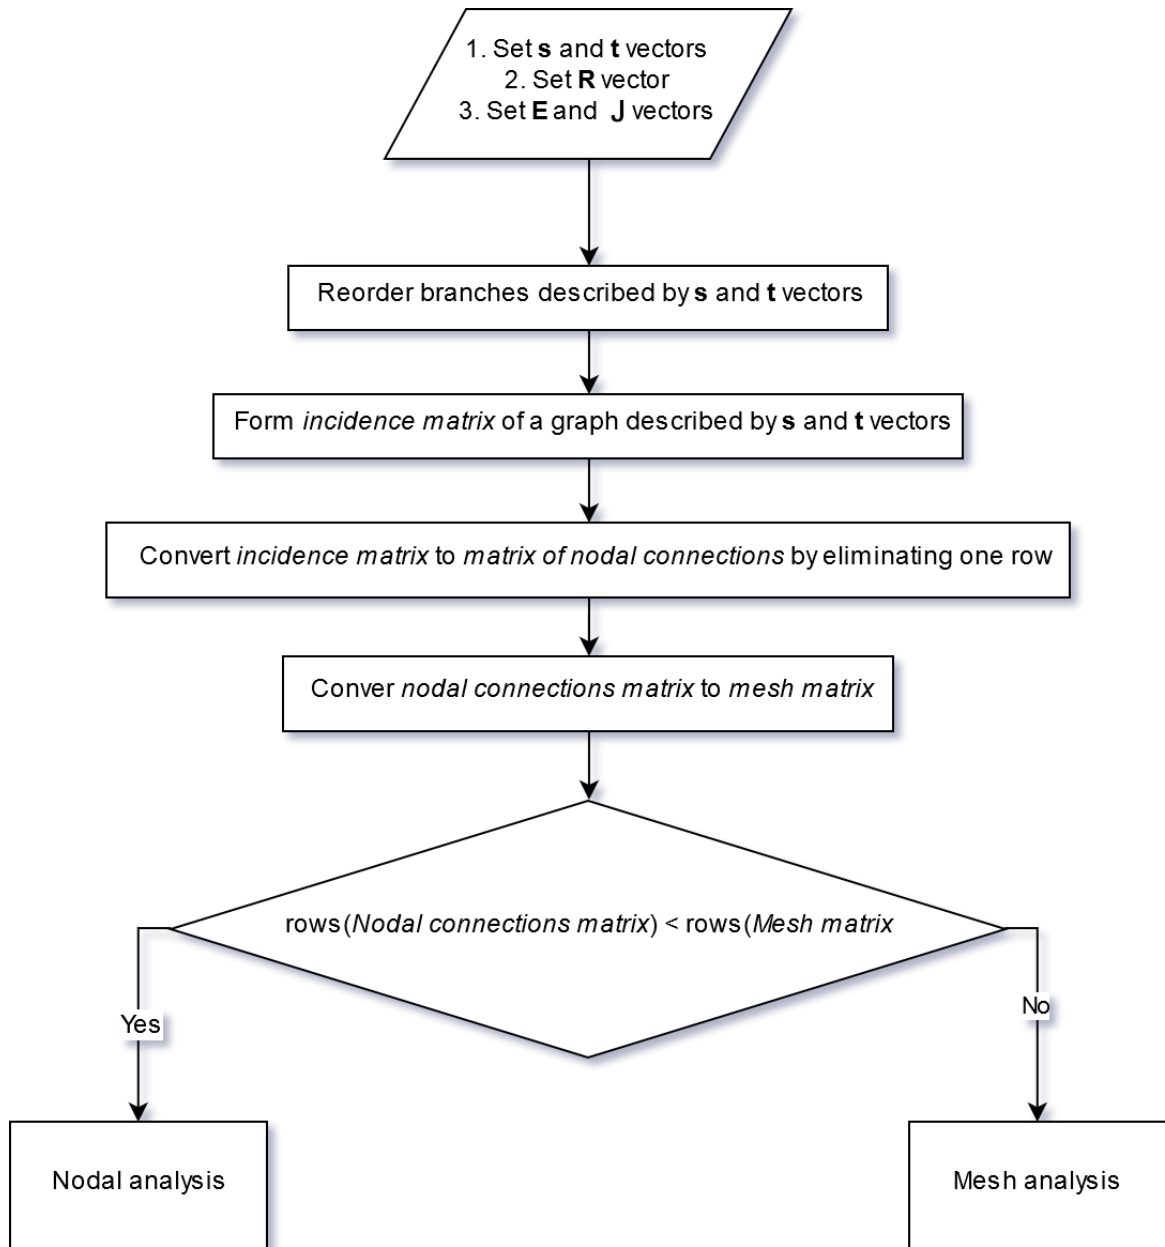 1. Set s and t vectors
2. Set R vector
3. Set E and J vectors
Reorder branches described by s and t vectors
Form incidence matrix of a graph described by s and t vectors
Convert incidence matrix to matrix of nodal connections by eliminating one row
Conver nodal connections matrix to mesh matrix
rows(Nodal connections matrix) < rows(Mesh matrix
Yes
No
Nodal analysis
Mesh analysis